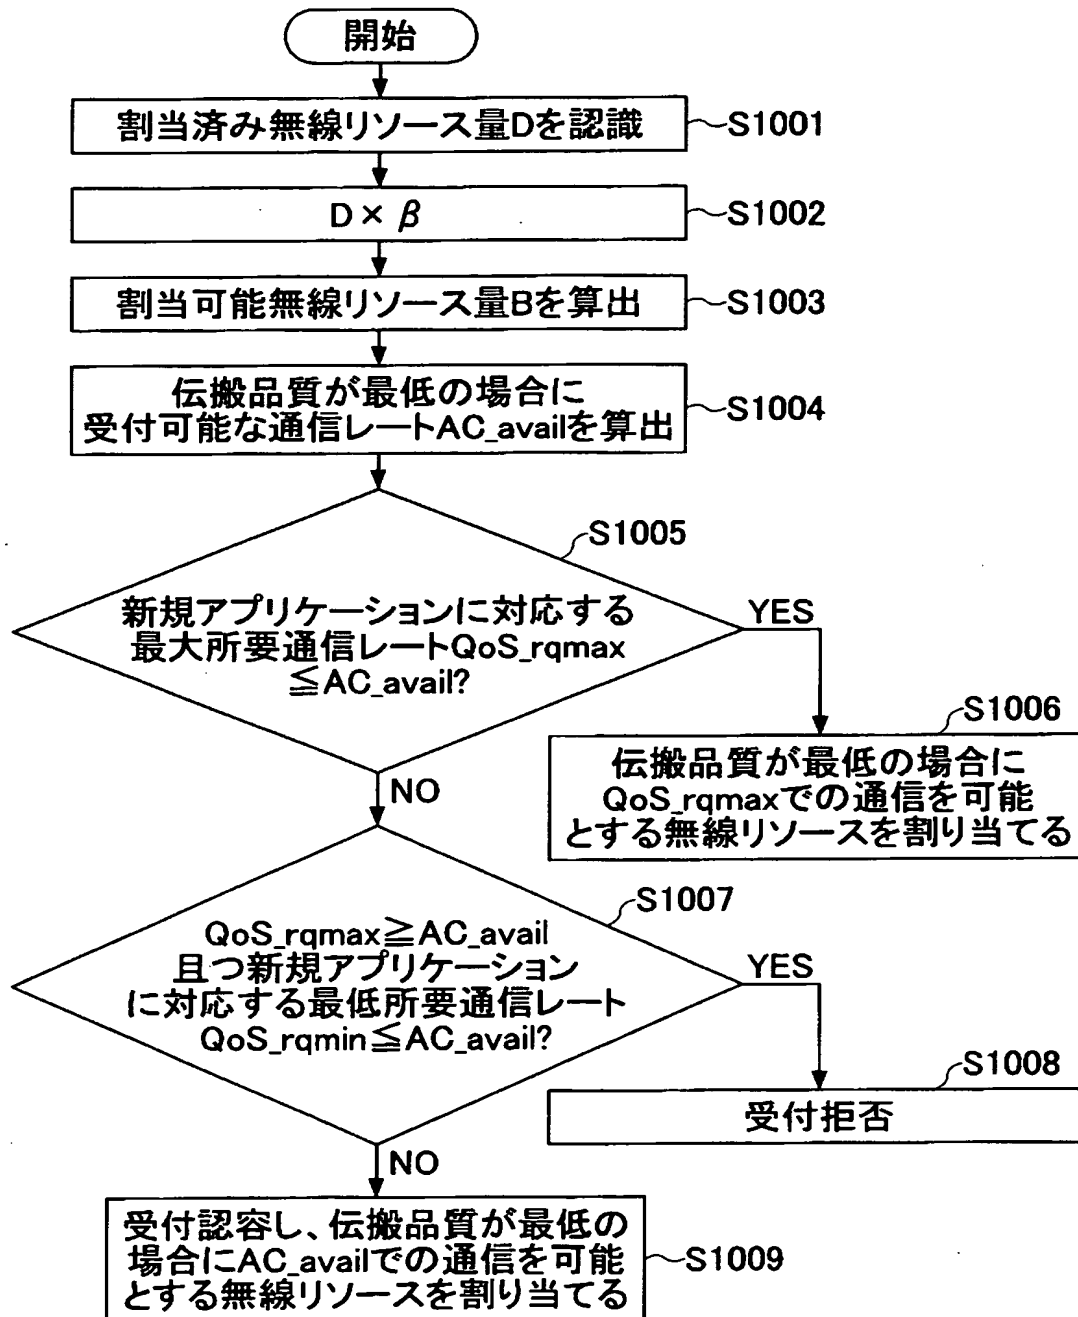 開始
割当済み無線リソース量Dを認識
S1001
D× β
S1002
割当可能無線リソース量Bを算出
S1003
伝搬品質が最低の場合に
受付可能な通信レートAC_availを算出
S1004
S1005
新規アプリケーションに対応する
最大所要通信レートQoS_rqmax
≦AC_avail?
YES
S1006
伝搬品質が最低の場合に
QoS_rqmaxでの通信を可能
とする無線リソースを割り当てる
NO
S1007
QoS_rqmax≧AC_avail
且つ新規アプリケーション
に対応する最低所要通信レート
QoS_rqmin≦AC_avail?
YES
S1008
受付拒否
NO
受付認容し、伝搬品質が最低の
場合にAC_availでの通信を可能
とする無線リソースを割り当てる
S1009